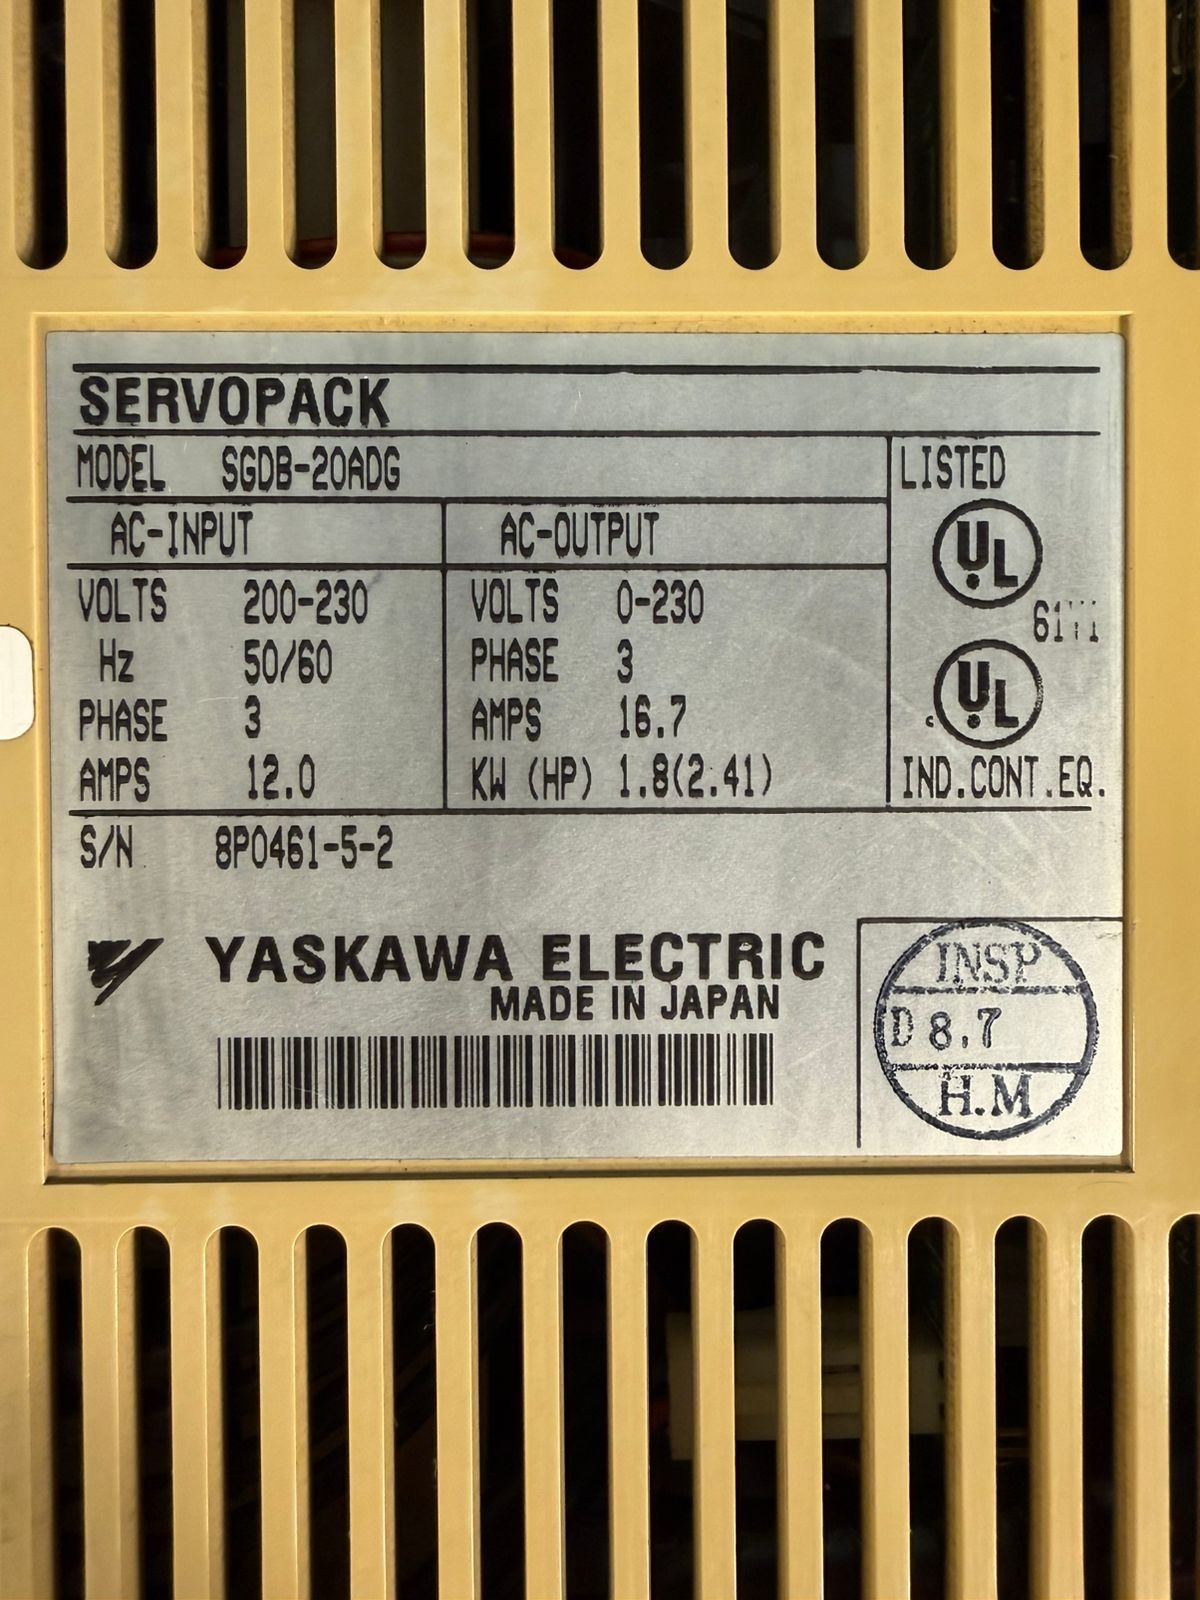 SERVOPACK
MODEL SGDB-20ADG
LISTED
AC-INPUT AC-OUTPUT
UL
VOLTS 200-230 VOLTS 0-230
Hz 50/60 PHASE 3
c UL
PHASE 3 AMPS 16.7
AMPS 12.0 KW (HP) 1.8(2.41)
IND.CONT.EQ.
S/N 8P0461-5-2
YASKAWA ELECTRIC
MADE IN JAPAN
INSP
D 8.7
H.M